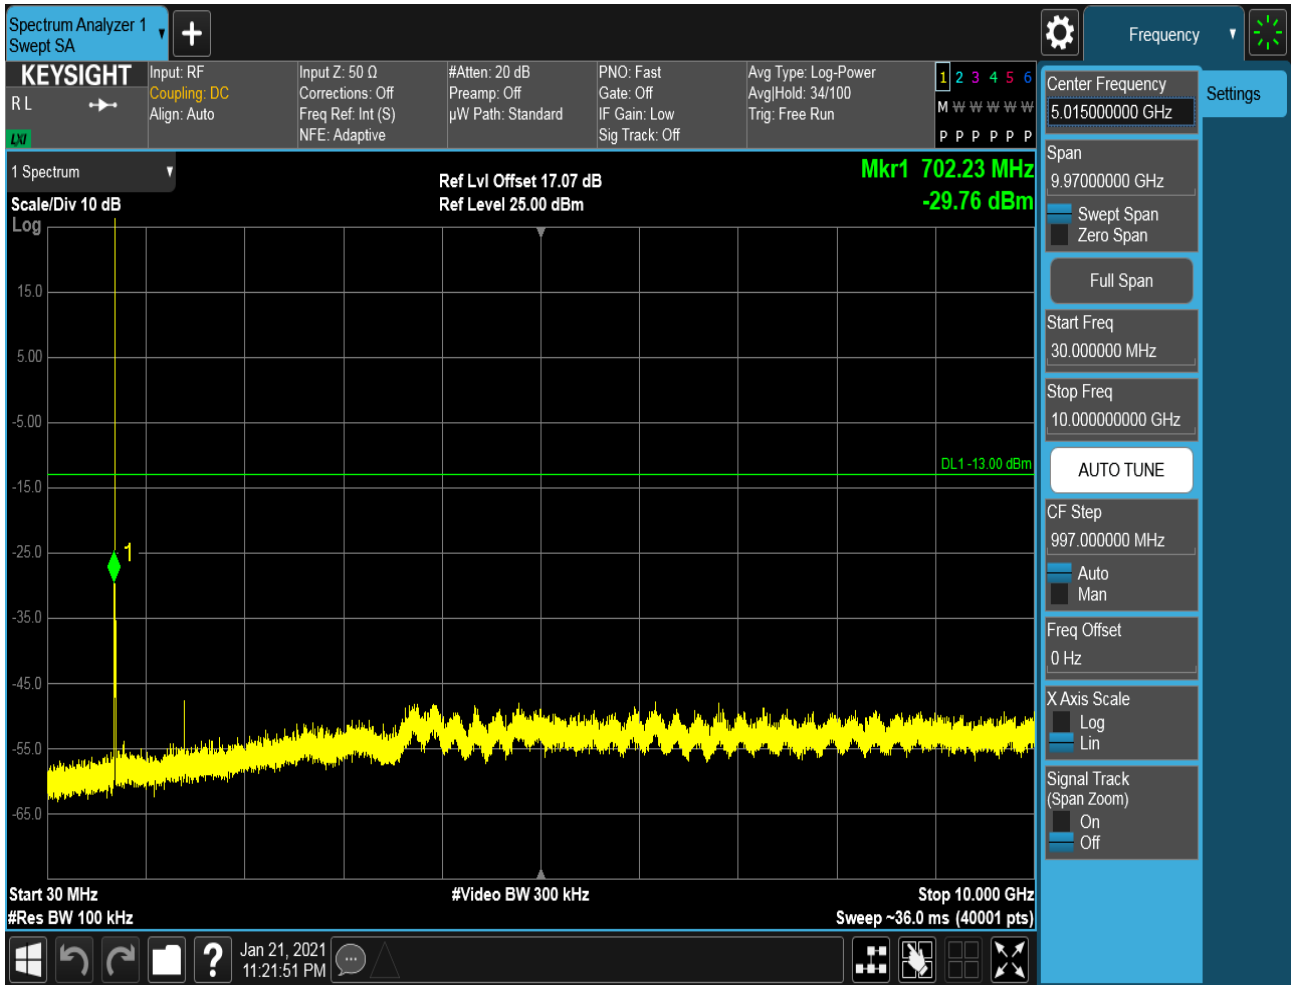 Spectrum Analyzer 1
Swept SA
Frequency
KEYSIGHT
R L
LXI
Input: RF
Coupling: DC
Align: Auto
Input Z: 50 Ω
Corrections: Off
Freq Ref: Int (S)
NFE: Adaptive
#Atten: 20 dB
Preamp: Off
µW Path: Standard
PNO: Fast
Gate: Off
IF Gain: Low
Sig Track: Off
Avg Type: Log-Power
Avg|Hold: 34/100
Trig: Free Run
1 2 3 4 5 6
M W W W W W
P P P P P P
Center Frequency
5.015000000 GHz
Settings
1 Spectrum
Scale/Div 10 dB
Log
Ref Lvl Offset 17.07 dB
Ref Level 25.00 dBm
Mkr1 702.23 MHz
-29.76 dBm
15.0
5.00
-5.00
-15.0
-25.0
-35.0
-45.0
-55.0
-65.0
DL1 -13.00 dBm
1
Start 30 MHz
#Res BW 100 kHz
#Video BW 300 kHz
Stop 10.000 GHz
Sweep ~36.0 ms (40001 pts)
Span
9.97000000 GHz
Swept Span
Zero Span
Full Span
Start Freq
30.000000 MHz
Stop Freq
10.000000000 GHz
AUTO TUNE
CF Step
997.000000 MHz
Auto
Man
Freq Offset
0 Hz
X Axis Scale
Log
Lin
Signal Track
(Span Zoom)
On
Off
?
Jan 21, 2021
11:21:51 PM